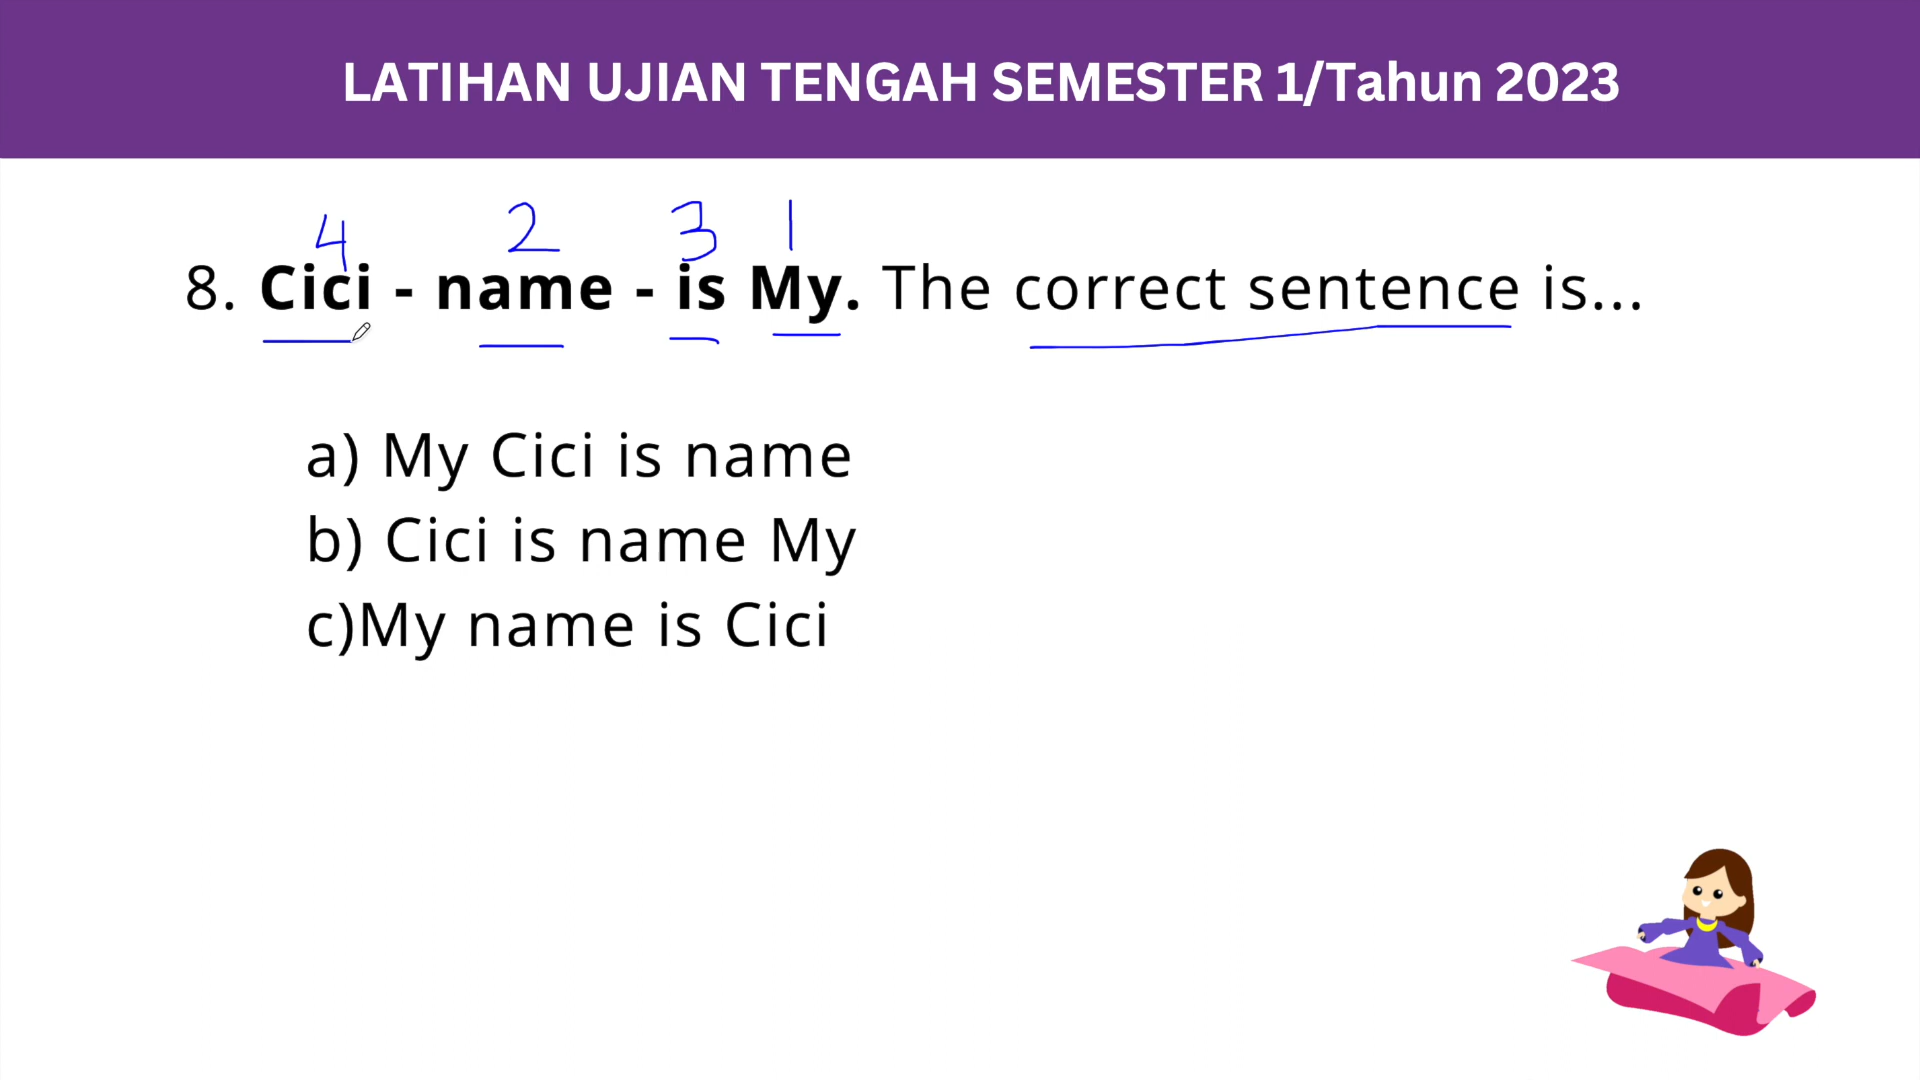 LATIHAN UJIAN TENGAH SEMESTER 1/Tahun 2023
4 2 3 1
8. Cici - name - is My. The correct sentence is...
a) My Cici is name
b) Cici is name My
c)My name is Cici